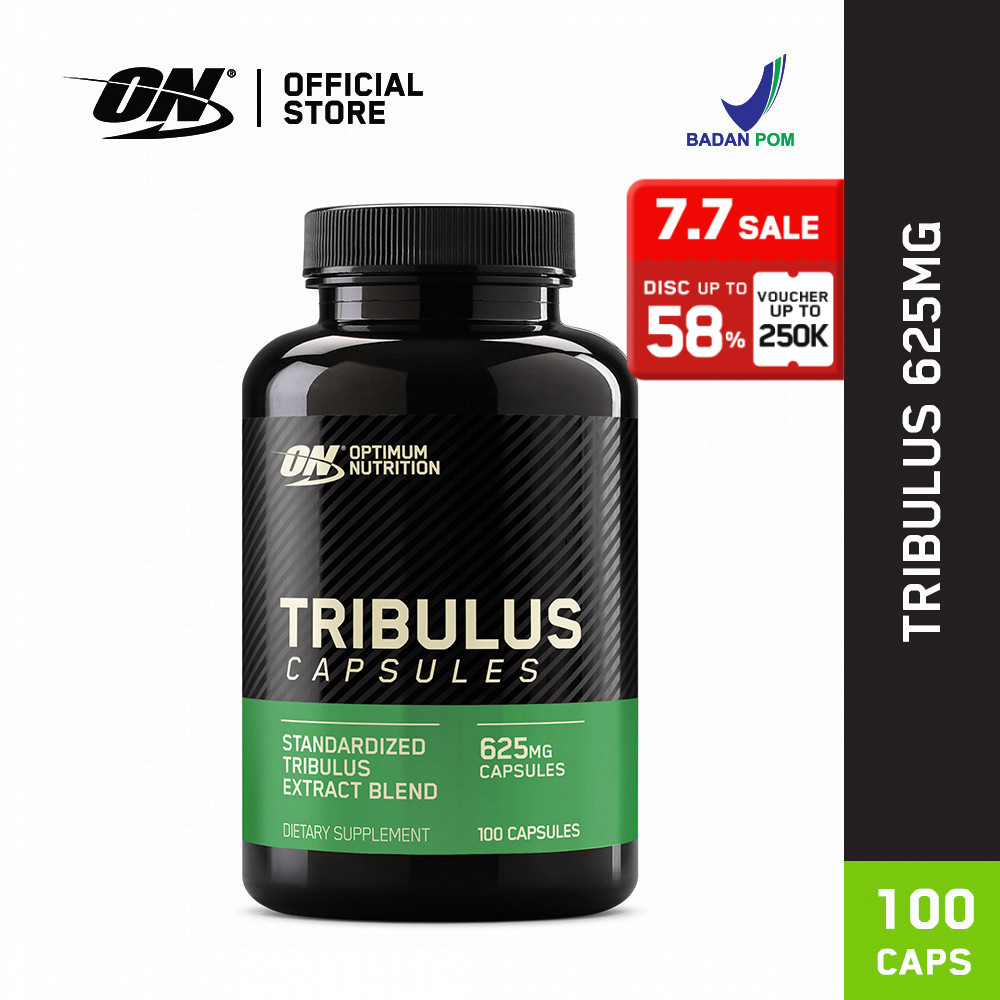 ON® OFFICIAL
STORE
BADAN POM
7.7 SALE
DISC UP TO
58%
VOUCHER
UP TO
250K
ON® OPTIMUM
NUTRITION
TRIBULUS
CAPSULES
STANDARDIZED
TRIBULUS
EXTRACT BLEND
625MG
CAPSULES
DIETARY SUPPLEMENT
100 CAPSULES
TRIBULUS 625MG
100
CAPS